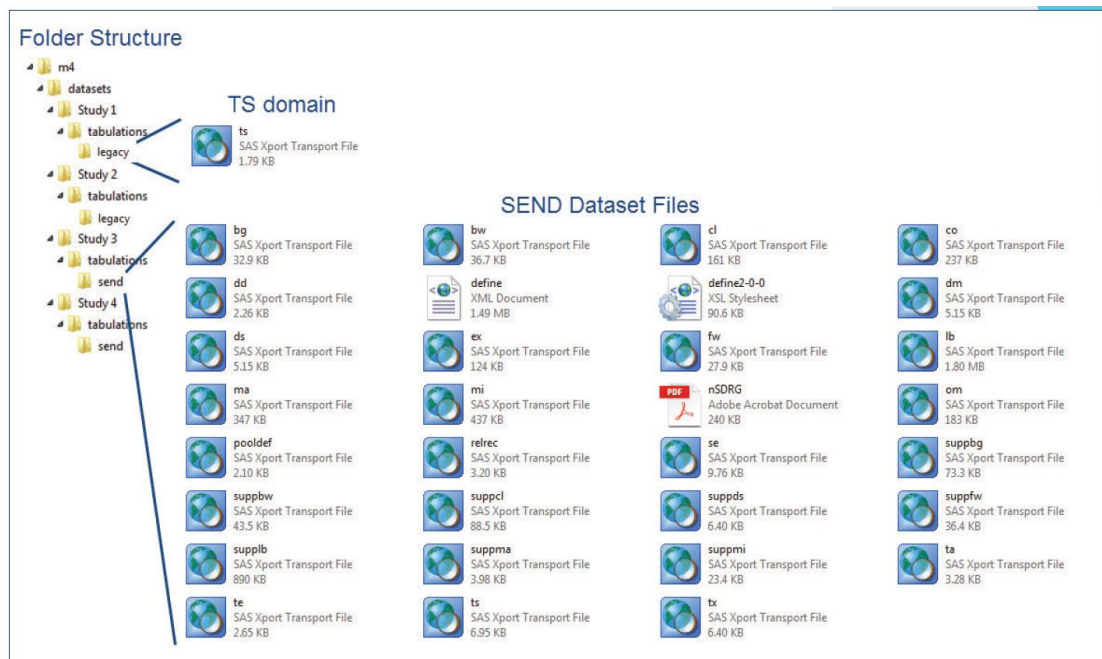 Folder Structure
m4
datasets
Study 1
tabulations
legacy
Study 2
tabulations
legacy
Study 3
tabulations
send
Study 4
tabulations
send
TS domain
ts
SAS Xport Transport File
1.79 KB
SEND Dataset Files
bg
SAS Xport Transport File
32.9 KB
bw
SAS Xport Transport File
36.7 KB
cl
SAS Xport Transport File
161 KB
co
SAS Xport Transport File
237 KB
dd
SAS Xport Transport File
2.26 KB
define
XML Document
1.49 MB
define2-0-0
XSL Stylesheet
90.6 KB
dm
SAS Xport Transport File
5.15 KB
ds
SAS Xport Transport File
5.15 KB
ex
SAS Xport Transport File
124 KB
fw
SAS Xport Transport File
27.9 KB
lb
SAS Xport Transport File
1.80 MB
ma
SAS Xport Transport File
347 KB
mi
SAS Xport Transport File
437 KB
PDF
nSDRG
Adobe Acrobat Document
240 KB
om
SAS Xport Transport File
183 KB
pooldef
SAS Xport Transport File
2.10 KB
relrec
SAS Xport Transport File
3.20 KB
se
SAS Xport Transport File
9.76 KB
suppbg
SAS Xport Transport File
73.3 KB
suppbw
SAS Xport Transport File
43.5 KB
suppcl
SAS Xport Transport File
88.5 KB
suppds
SAS Xport Transport File
6.40 KB
suppfw
SAS Xport Transport File
36.4 KB
supplb
SAS Xport Transport File
890 KB
suppma
SAS Xport Transport File
3.98 KB
suppmi
SAS Xport Transport File
23.4 KB
ta
SAS Xport Transport File
3.28 KB
te
SAS Xport Transport File
2.65 KB
ts
SAS Xport Transport File
6.95 KB
tx
SAS Xport Transport File
6.40 KB